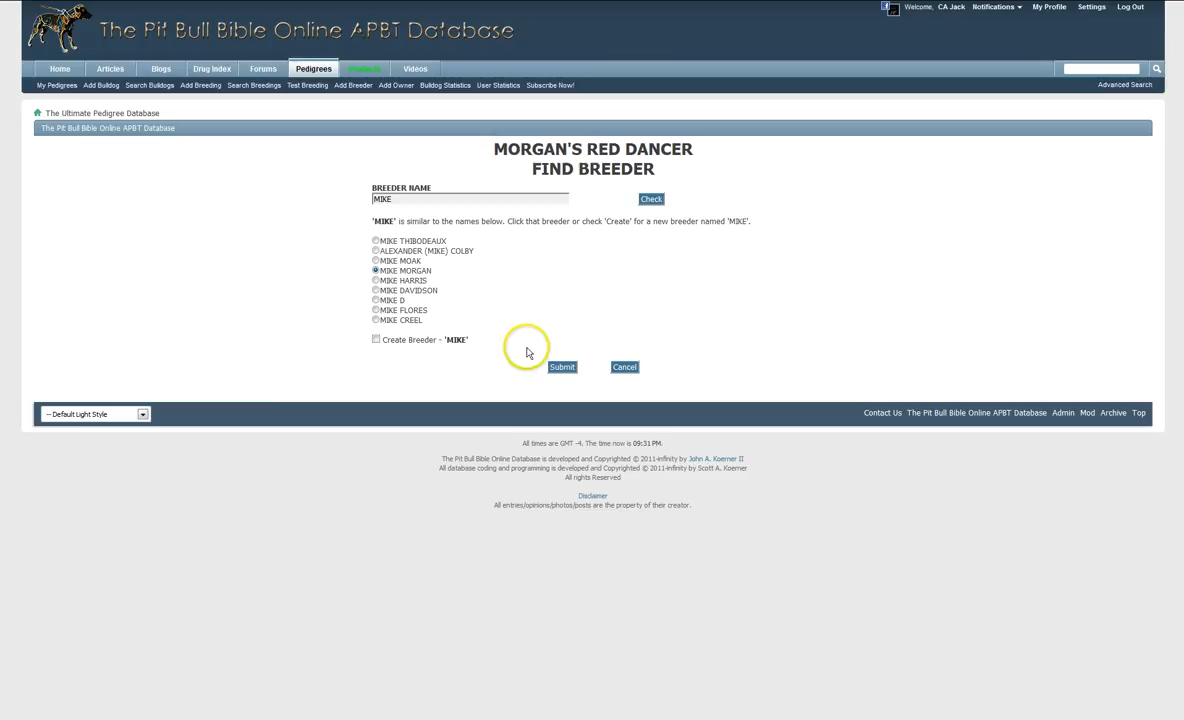 The Pit Bull Bible Online APBT Database
Welcome, CA Jack Notifications My Profile Settings Log Out
Home Articles Blogs Drug Index Forums Pedigrees Videos
My Pedigrees Add Bulldog Search Bulldogs Add Breeding Search Breedings Test Breeding Add Breeder Add Owner Bulldog Statistics User Statistics Subscribe Now!
Advanced Search
The Ultimate Pedigree Database
The Pit Bull Bible Online APBT Database
MORGAN'S RED DANCER
FIND BREEDER
BREEDER NAME
MIKE
Check
'MIKE' is similar to the names below. Click that breeder or check 'Create' for a new breeder named 'MIKE'.
MIKE THIBODEAUX
ALEXANDER (MIKE) COLBY
MIKE MOAK
MIKE MORGAN
MIKE HARRIS
MIKE DAVIDSON
MIKE D
MIKE FLORES
MIKE CREEL
Create Breeder - 'MIKE'
Submit Cancel
-- Default Light Style
Contact Us The Pit Bull Bible Online APBT Database Admin Mod Archive Top
All times are GMT -4. The time now is 09:31 PM.
The Pit Bull Bible Online Database is developed and Copyrighted © 2011-infinity by John A. Koerner II
All database coding and programming is developed and Copyrighted © 2011-infinity by Scott A. Koerner
All rights Reserved
Disclaimer
All entries/opinions/photos/posts are the property of their creator.